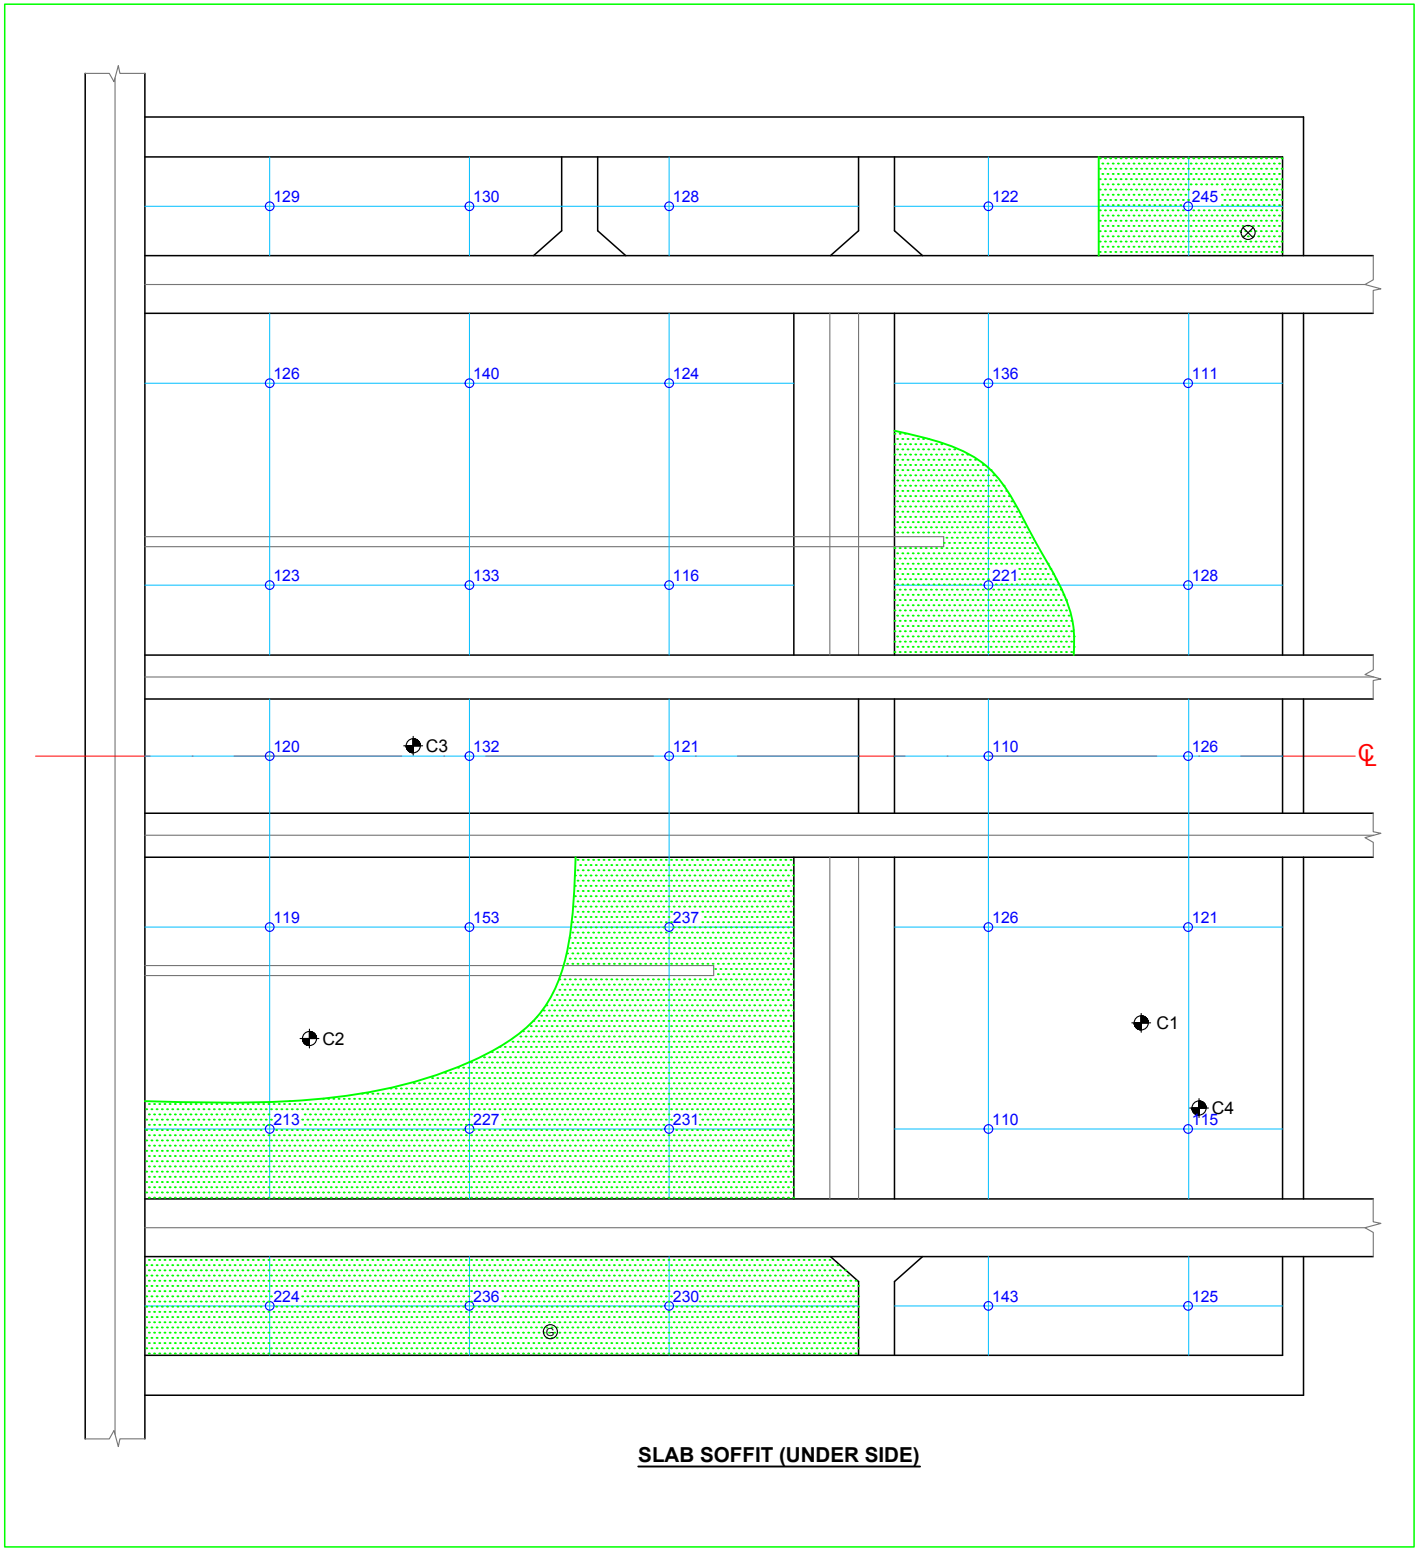 129 130 128 122 245
126 140 124 136 111
123 133 116 221 128
120 C3 132 121 110 126 ℄
119 153 237 126 121
C2 C1
C4
213 227 231 110 115
224 236 230 143 125
G
SLAB SOFFIT (UNDER SIDE)